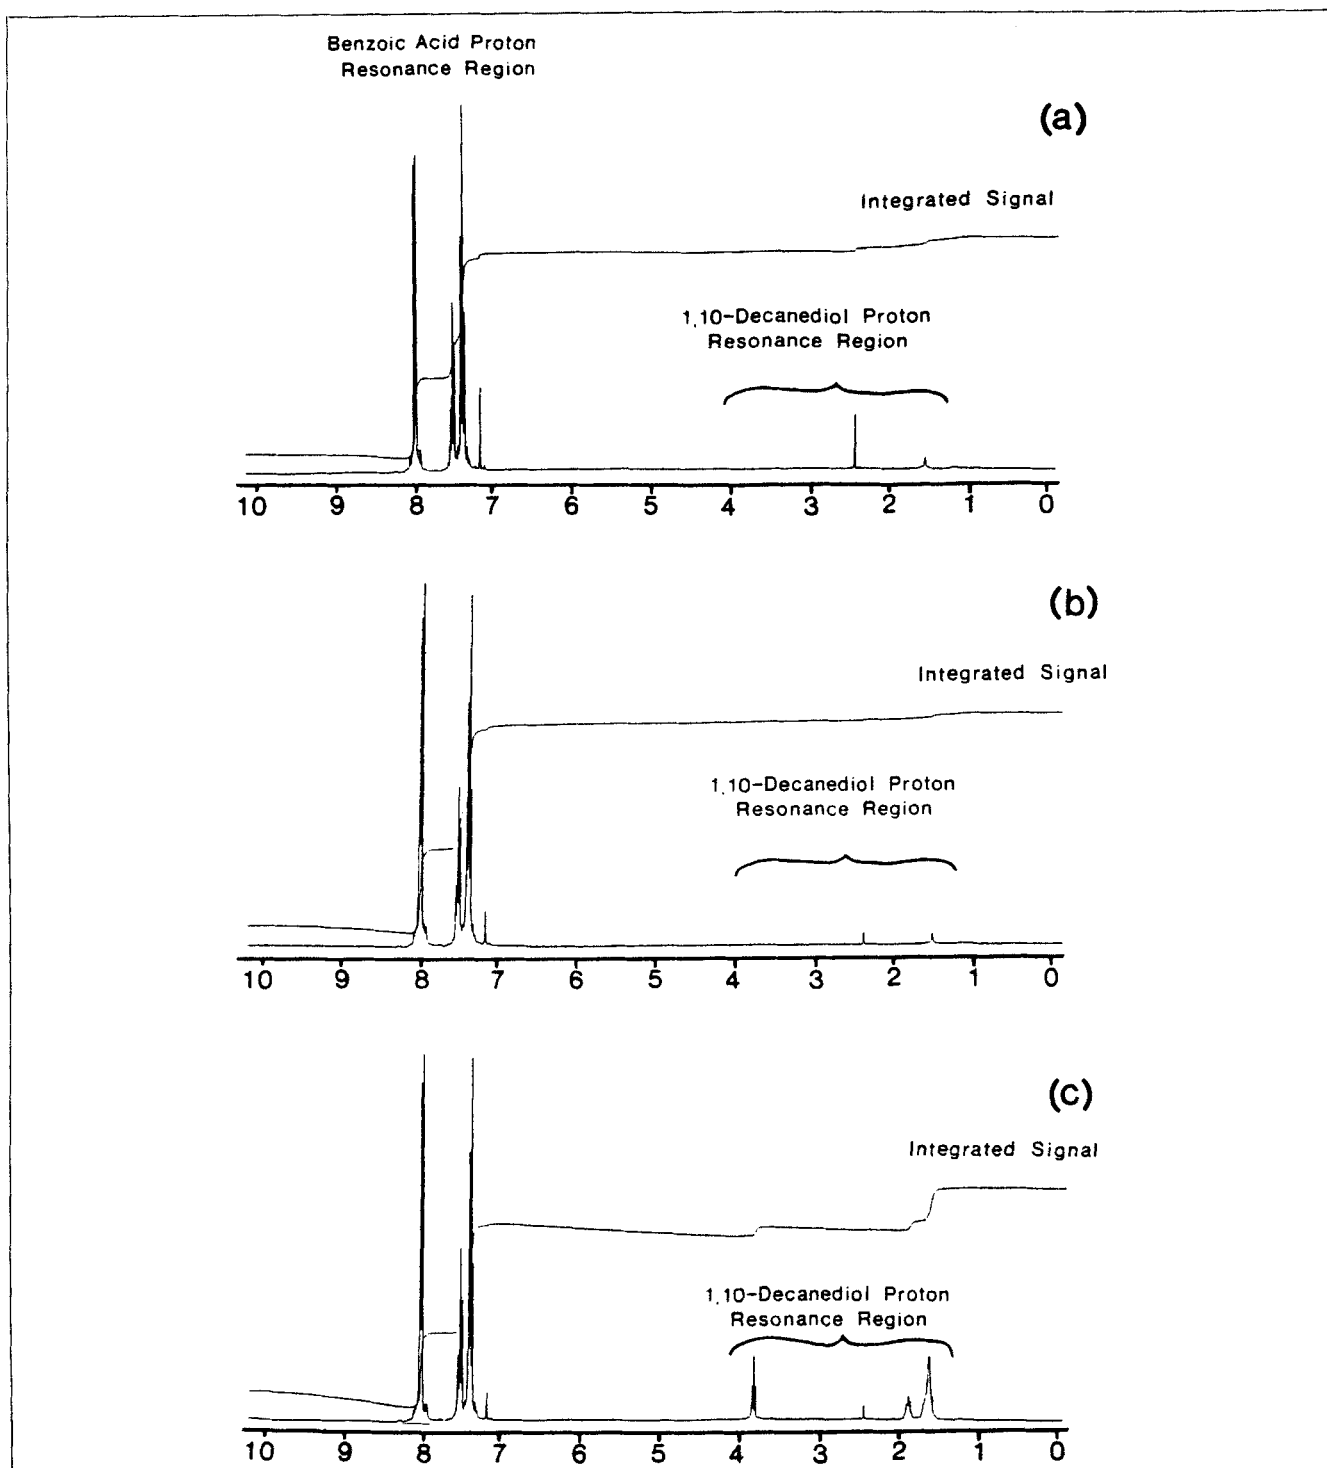 Benzoic Acid Proton
Resonance Region
(a)
Integrated Signal
1,10-Decanediol Proton
Resonance Region
10 9 8 7 6 5 4 3 2 1 0
(b)
Integrated Signal
1,10-Decanediol Proton
Resonance Region
10 9 8 7 6 5 4 3 2 1 0
(c)
Integrated Signal
1,10-Decanediol Proton
Resonance Region
10 9 8 7 6 5 4 3 2 1 0